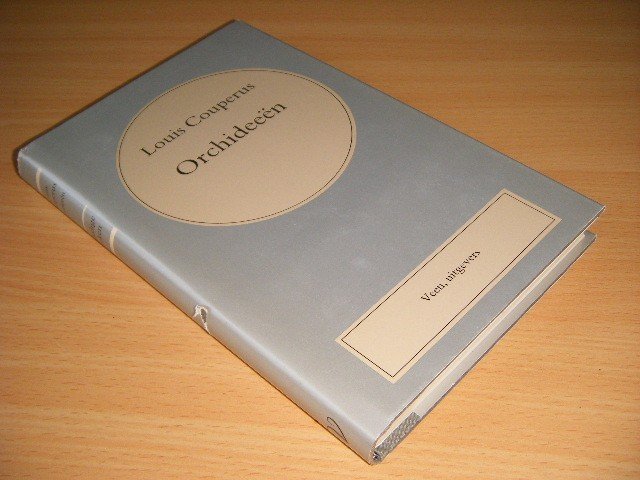 Louis Couperus
Orchideeën
Veen, uitgevers